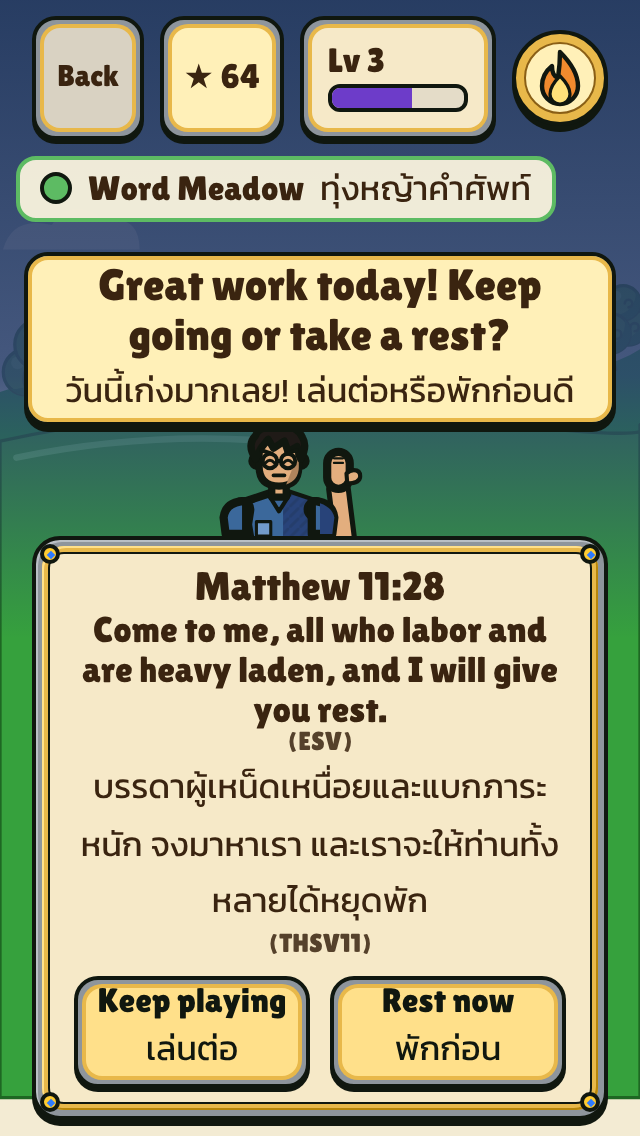 Back
★ 64
Lv 3
Word Meadow ทุ่งหญ้าคำศัพท์
Great work today! Keep
going or take a rest?
วันนี้เก่งมากเลย! เล่นต่อหรือพักก่อนดี
Matthew 11:28
Come to me, all who labor and
are heavy laden, and I will give
you rest.
(ESV)
บรรดาผู้เหน็ดเหนื่อยและแบกภาระ
หนัก จงมาหาเรา และเราจะให้ท่านทั้ง
หลายได้หยุดพัก
(THSV11)
Keep playing
เล่นต่อ
Rest now
พักก่อน